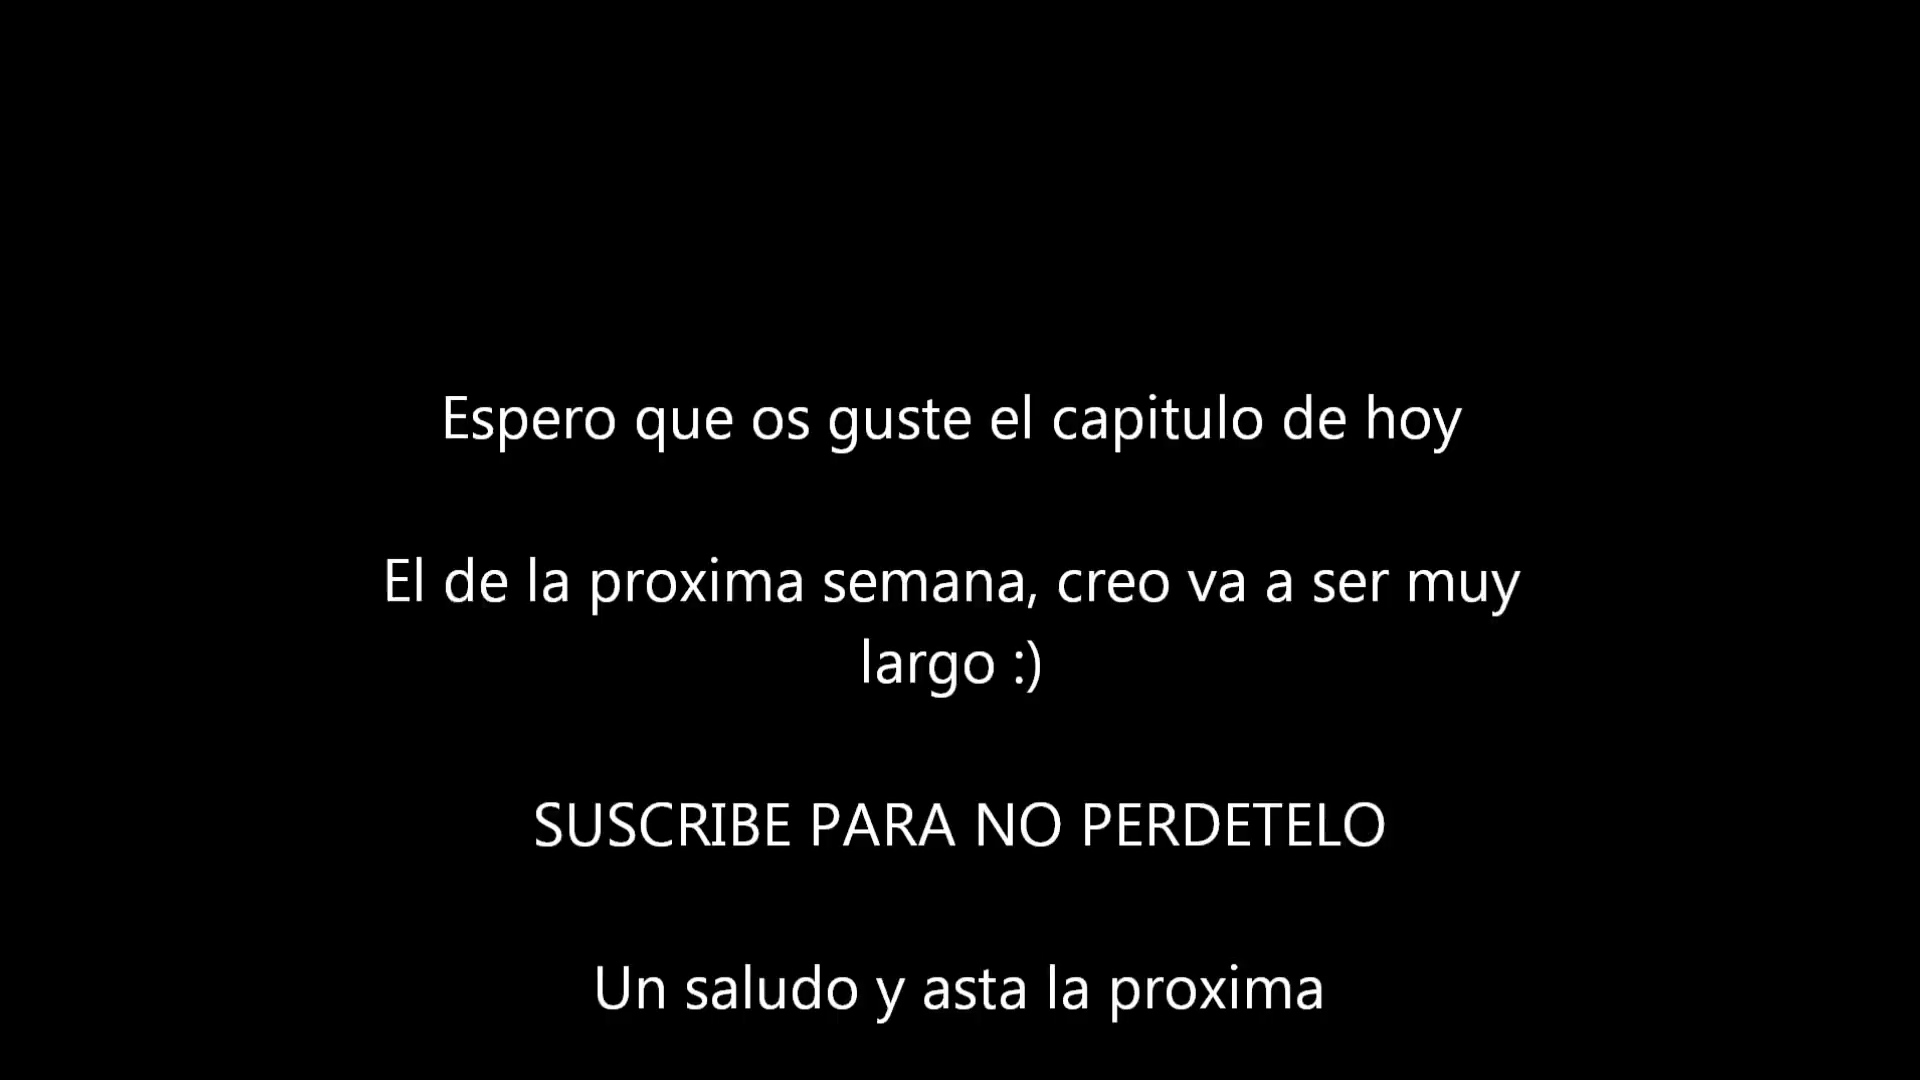 Espero que os guste el capitulo de hoy
El de la proxima semana, creo va a ser muy
largo :)
SUSCRIBE PARA NO PERDETELO
Un saludo y asta la proxima